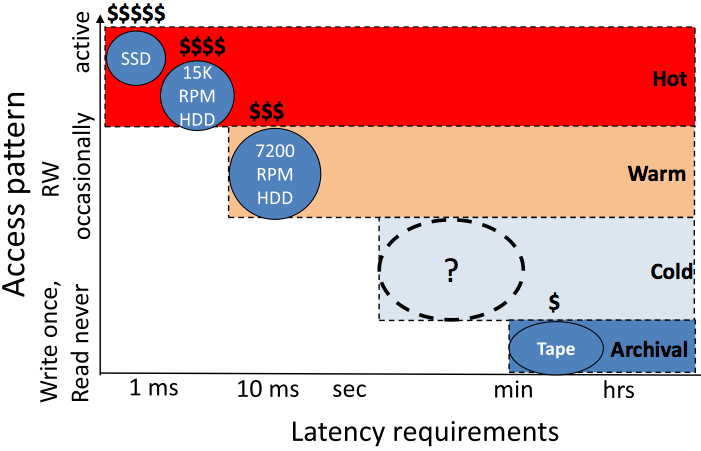 $$$$$
SSD
$$$$
15K
RPM
HDD
Hot
$$$
7200
RPM
HDD
Warm
?
Cold
$
Tape
Archival
Access pattern
active
RW
occasionally
Write once,
Read never
1 ms
10 ms
sec
min
hrs
Latency requirements